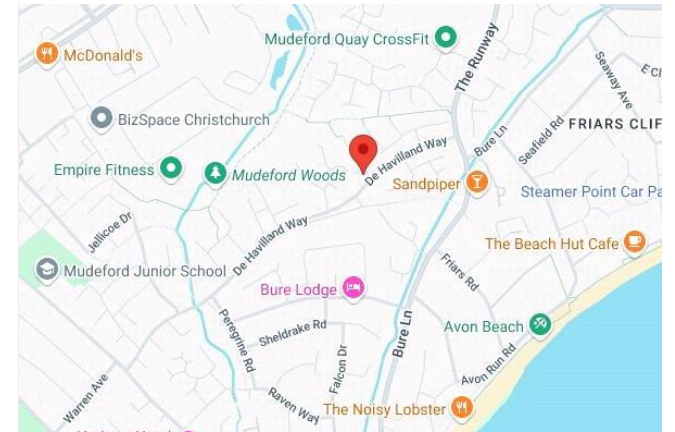 Mudeford Quay CrossFit
McDonald's
The Runway
Seaway Ave
E Cl
BizSpace Christchurch
FRIARS CLIF
Seafield Rd
Bure Ln
De Havilland Way
Empire Fitness
Mudeford Woods
Sandpiper
Steamer Point Car Pa
Jellicoe Dr
De Havilland Way
The Beach Hut Cafe
Mudeford Junior School
Friars Rd
Bure Lodge
Peregrine Rd
Sheldrake Rd
Avon Beach
Bure Ln
Falcon Dr
Avon Run Rd
Warren Ave
Raven Way
The Noisy Lobster